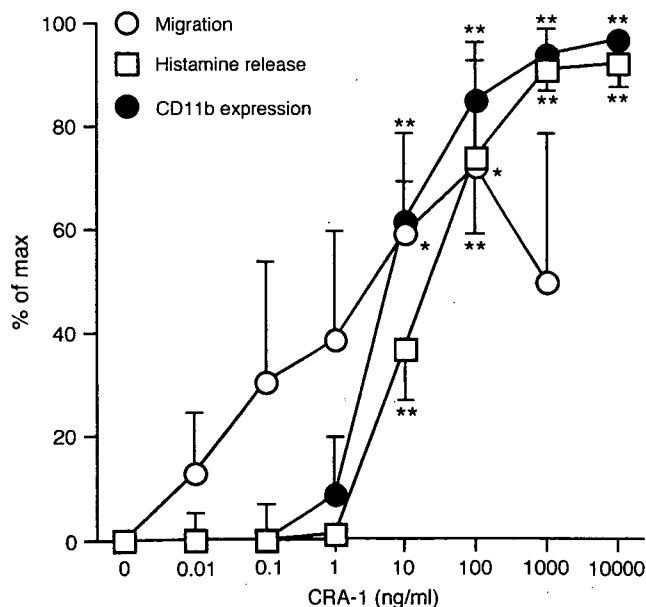 Migration
Histamine release
CD11b expression
% of max
100
80
60
40
20
0
** ** **
**
** **
*
* **
**
0 0.01 0.1 1 10 100 1000 10000
CRA-1 (ng/ml)